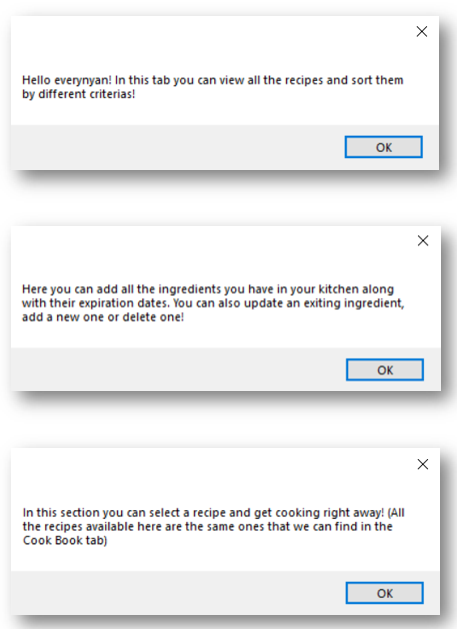 Hello everynyan! In this tab you can view all the recipes and sort them
by different criterias!
OK
Here you can add all the ingredients you have in your kitchen along
with their expiration dates. You can also update an exiting ingredient,
add a new one or delete one!
OK
In this section you can select a recipe and get cooking right away! (All
the recipes available here are the same ones that we can find in the
Cook Book tab)
OK